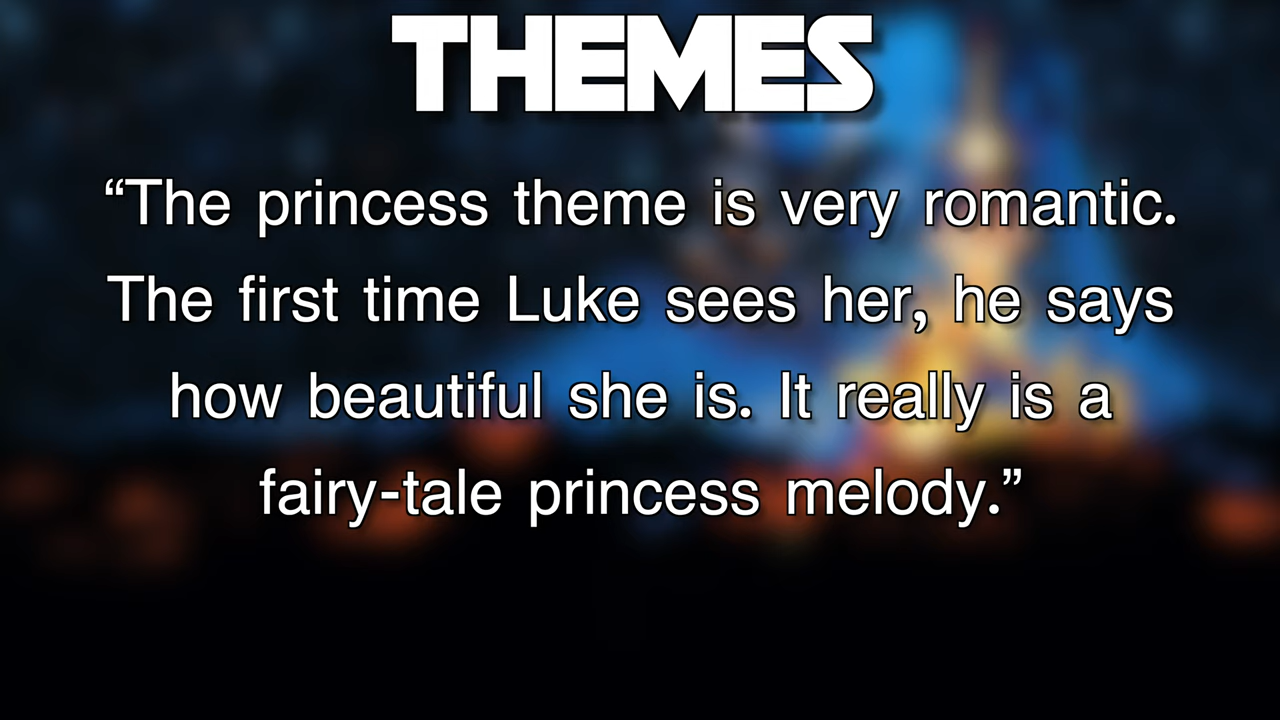 THEMES
“The princess theme is very romantic.
The first time Luke sees her, he says
how beautiful she is. It really is a
fairy-tale princess melody.”